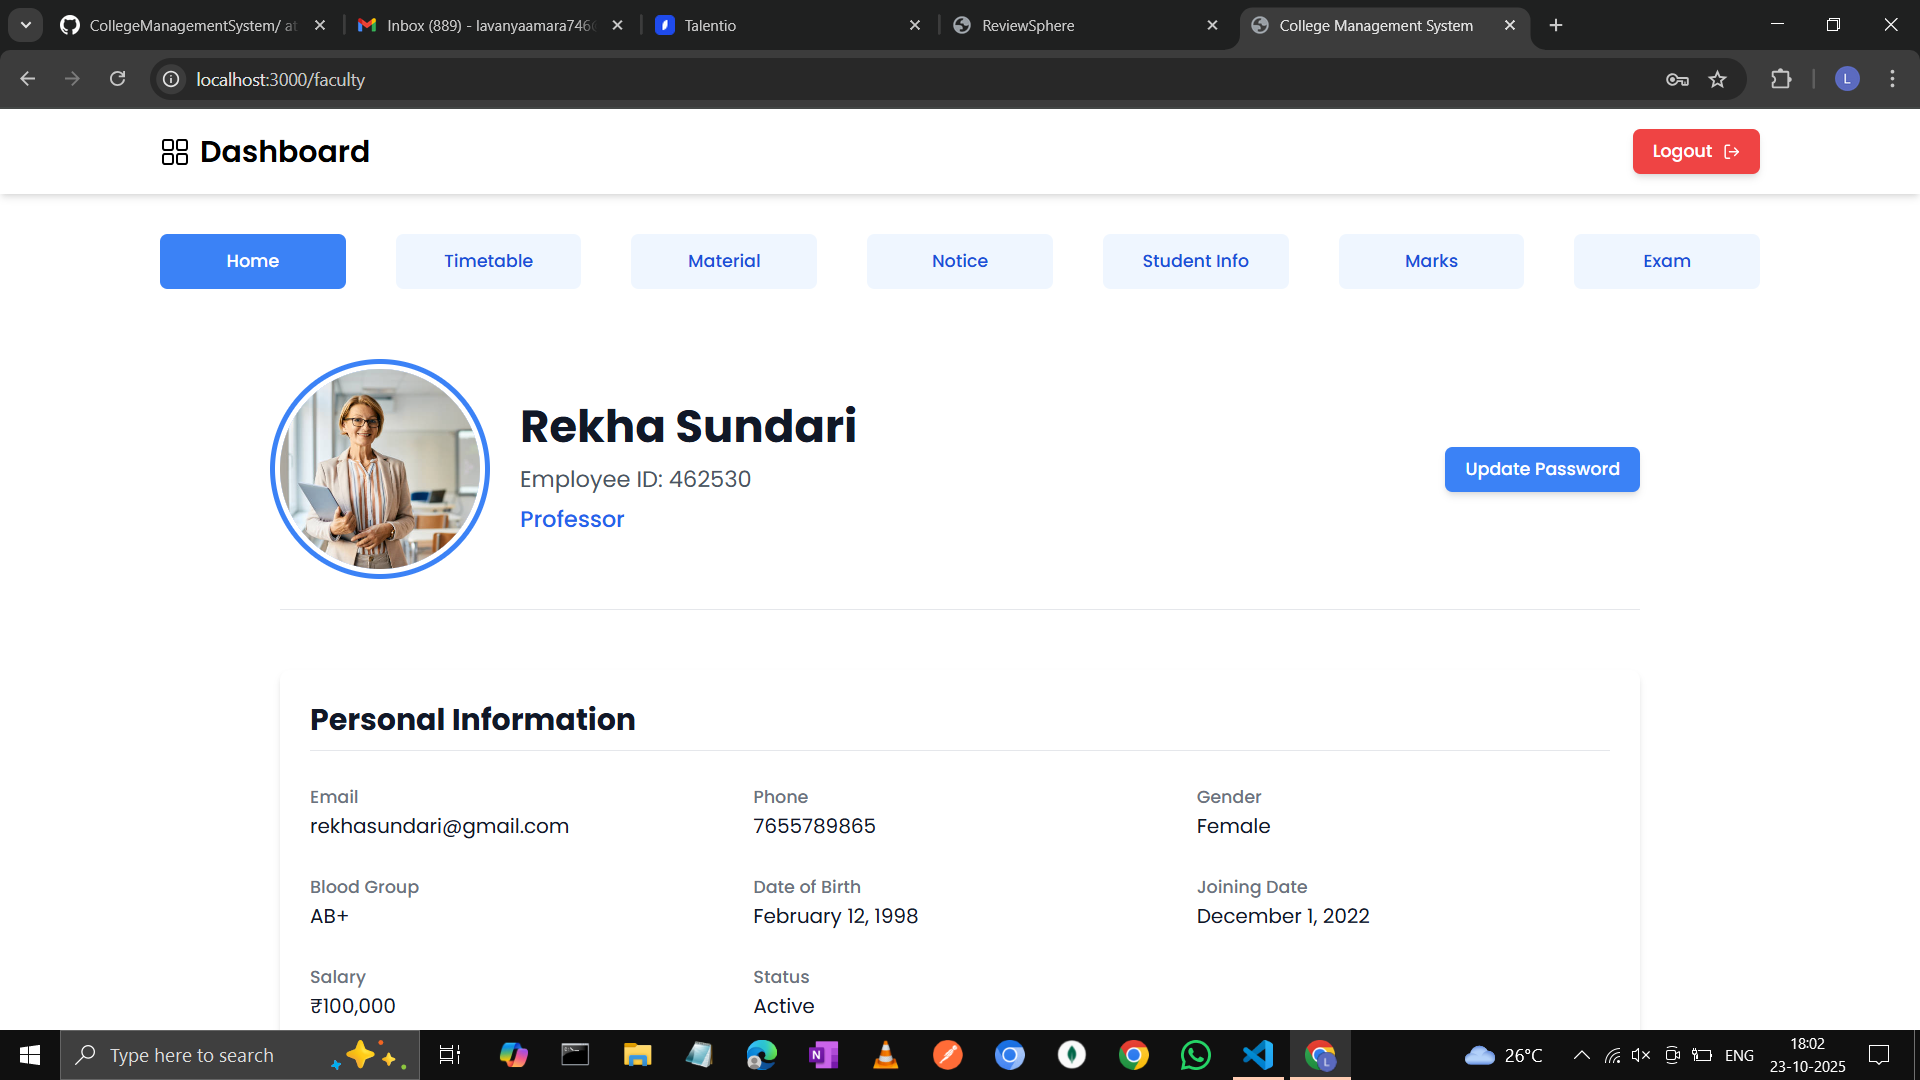 CollegeManagementSystem/ at
Inbox (889) - lavanyaamara746@
Talentio
ReviewSphere
College Management System
localhost:3000/faculty
L
Dashboard
Logout
Home
Timetable
Material
Notice
Student Info
Marks
Exam
Rekha Sundari
Employee ID: 462530
Professor
Update Password
Personal Information
Email
Phone
Gender
rekhasundari@gmail.com
7655789865
Female
Blood Group
Date of Birth
Joining Date
AB+
February 12, 1998
December 1, 2022
Salary
Status
₹100,000
Active
Type here to search
N
L
26°C
ENG
18:02
23-10-2025